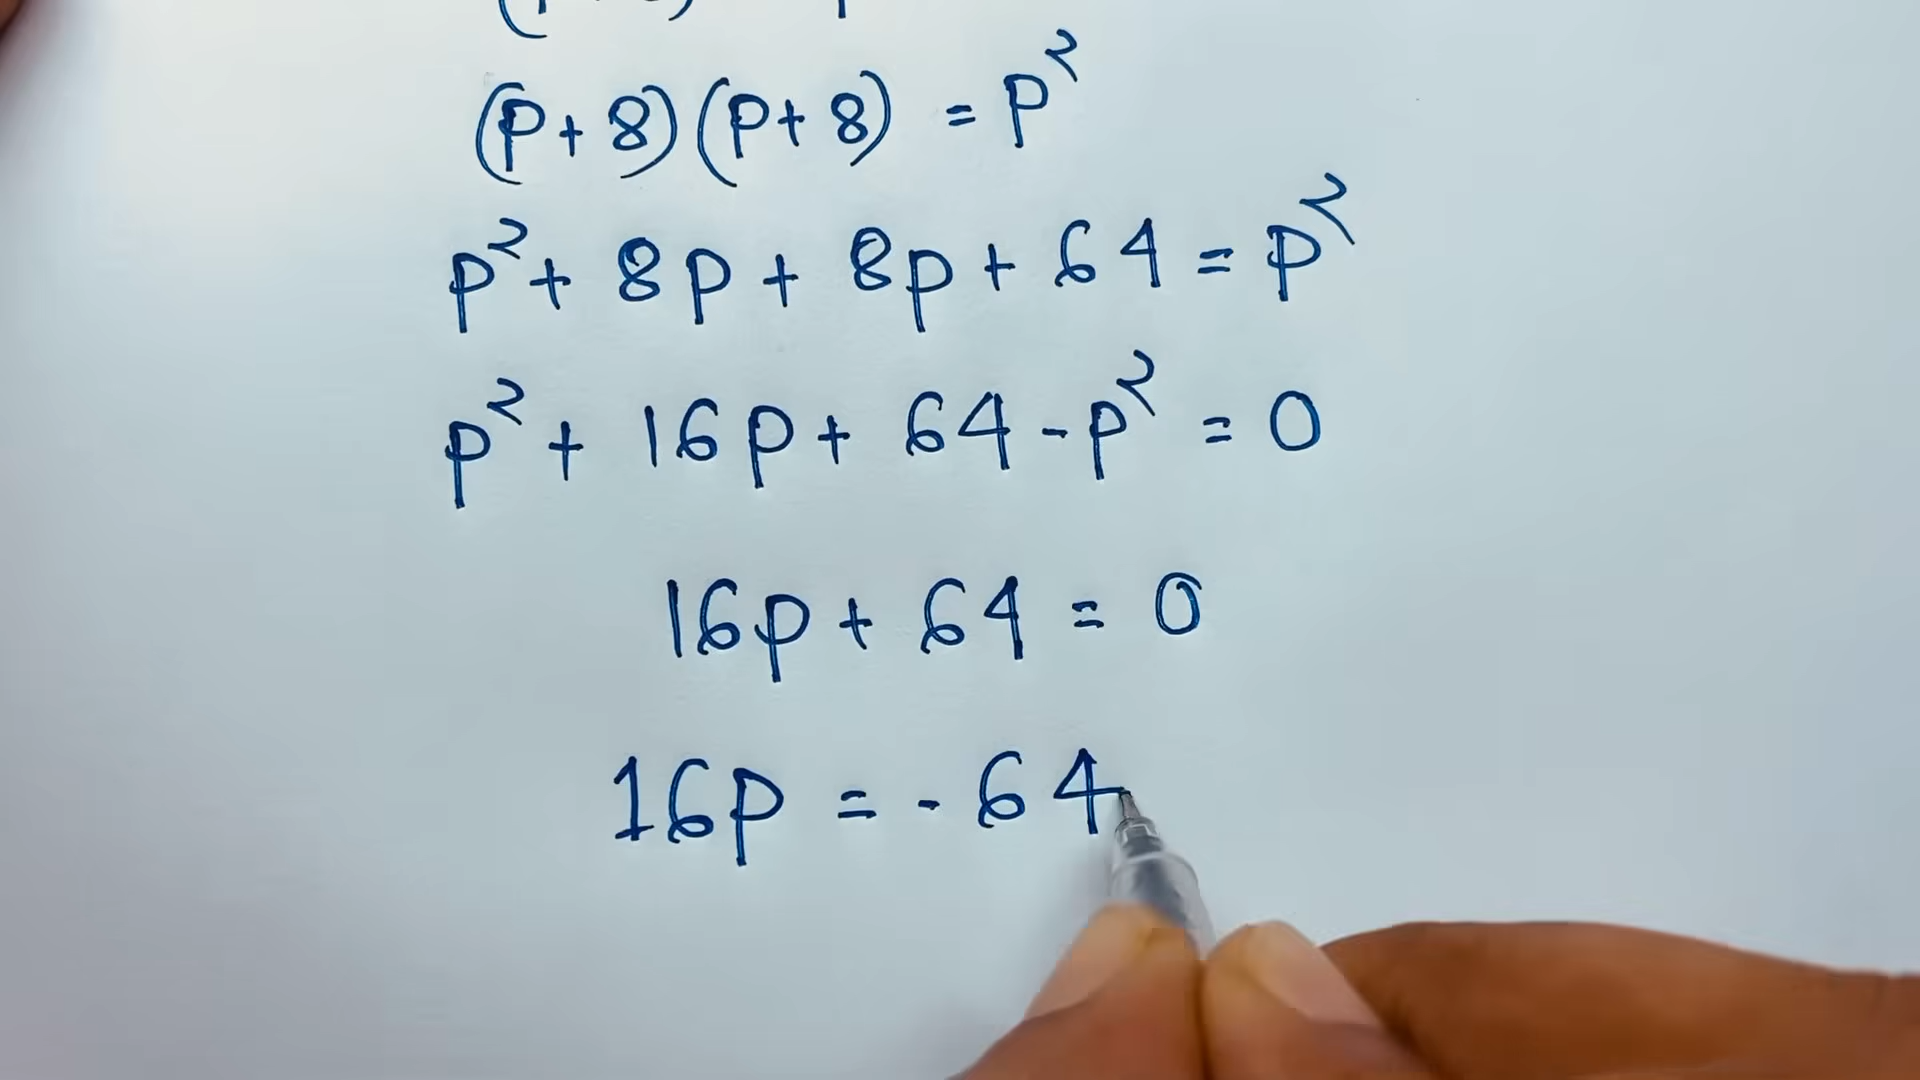 (p+8)(p+8) = p²
p² + 8p + 8p + 64 = p²
p² + 16p + 64 - p² = 0
16p + 64 = 0
16p = - 64